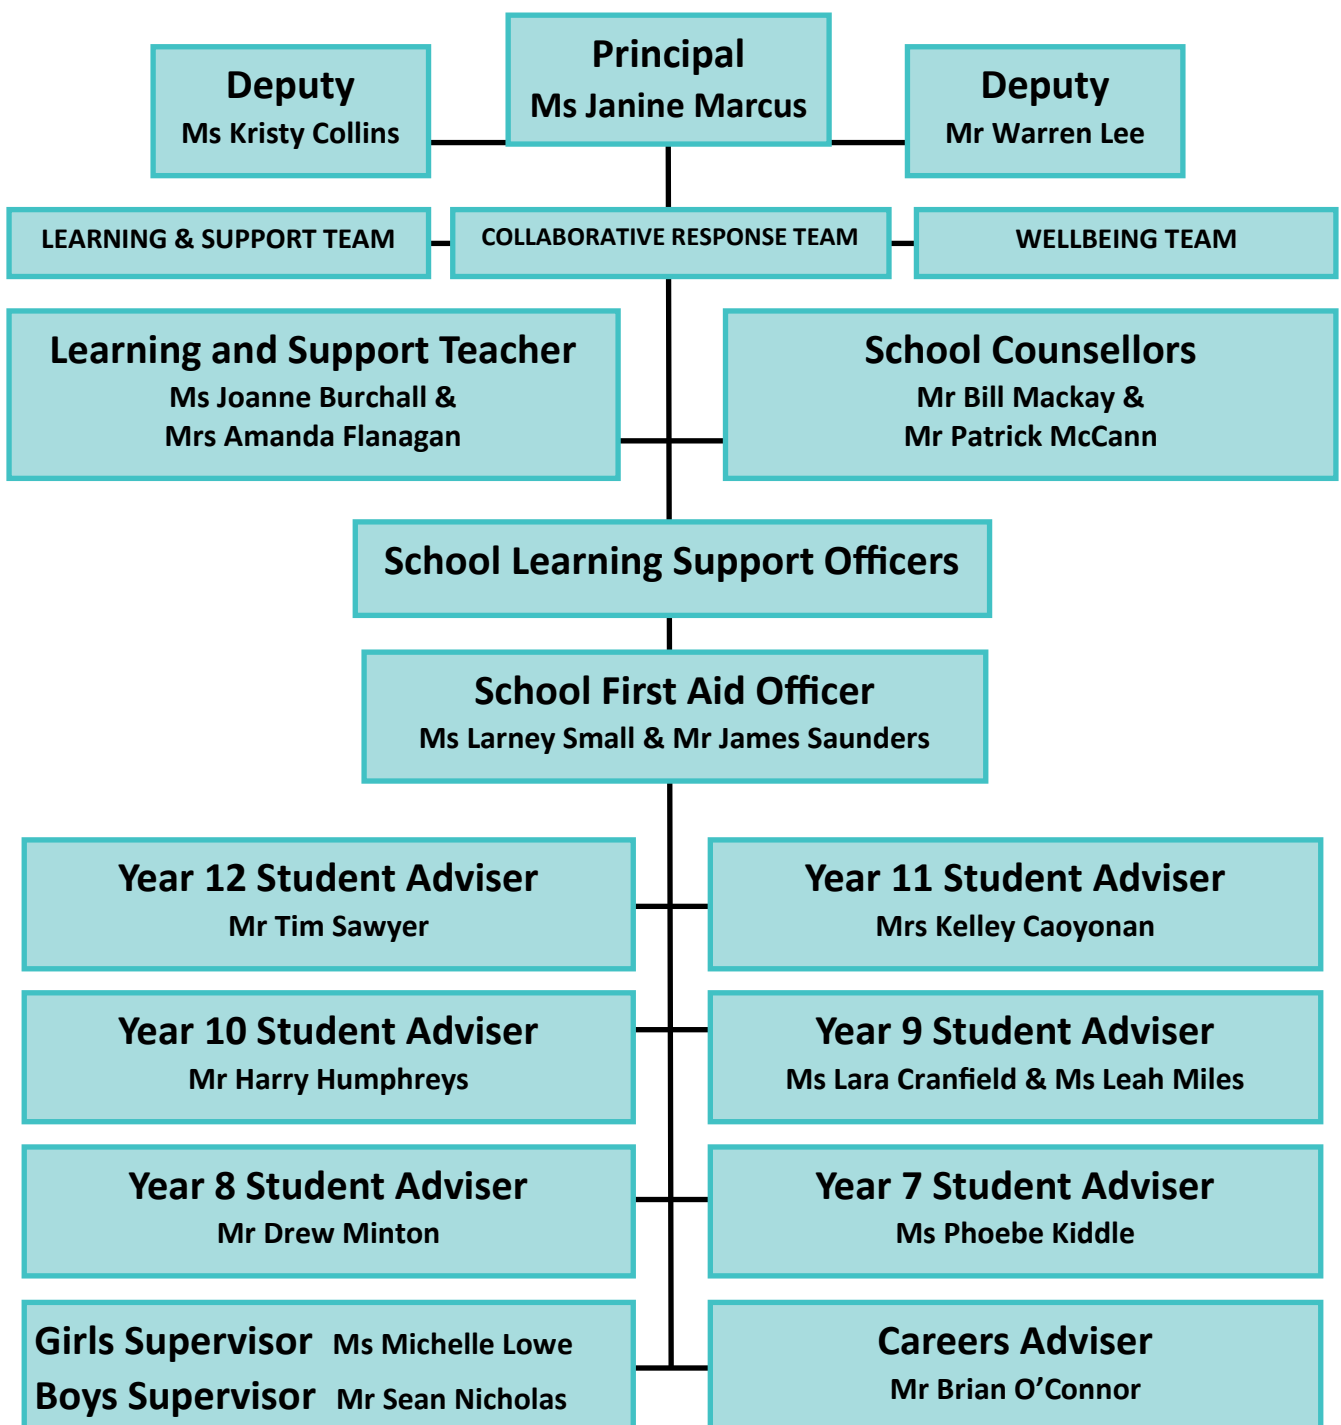 Principal
Ms Janine Marcus
Deputy
Ms Kristy Collins
Deputy
Mr Warren Lee
LEARNING & SUPPORT TEAM
COLLABORATIVE RESPONSE TEAM
WELLBEING TEAM
Learning and Support Teacher
Ms Joanne Burchall &
Mrs Amanda Flanagan
School Counsellors
Mr Bill Mackay &
Mr Patrick McCann
School Learning Support Officers
School First Aid Officer
Ms Larney Small & Mr James Saunders
Year 12 Student Adviser
Mr Tim Sawyer
Year 11 Student Adviser
Mrs Kelley Caoyonan
Year 10 Student Adviser
Mr Harry Humphreys
Year 9 Student Adviser
Ms Lara Cranfield & Ms Leah Miles
Year 8 Student Adviser
Mr Drew Minton
Year 7 Student Adviser
Ms Phoebe Kiddle
Girls Supervisor Ms Michelle Lowe
Boys Supervisor Mr Sean Nicholas
Careers Adviser
Mr Brian O’Connor